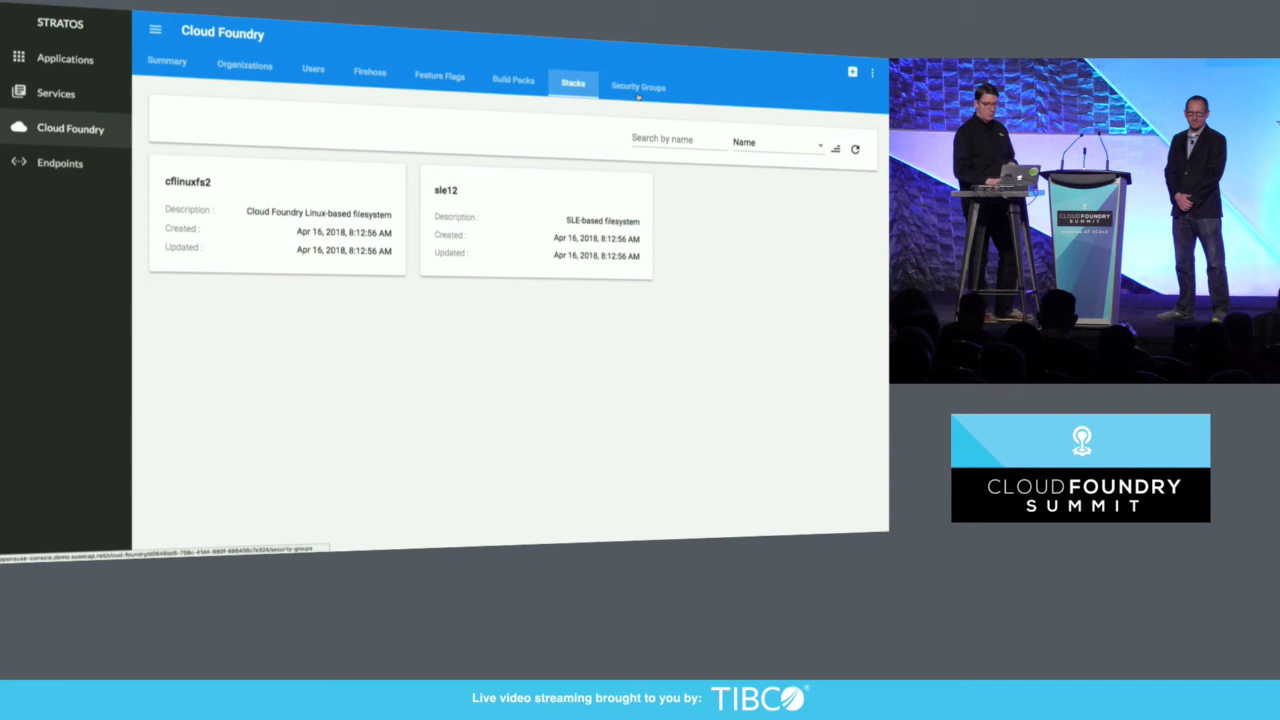 STRATOS
Applications
Services
Cloud Foundry
Endpoints
Cloud Foundry
Summary
Organizations
Users
Firehose
Feature Flags
Build Packs
Stacks
Security Groups
Search by name
Name
cflinuxfs2
Description : Cloud Foundry Linux-based filesystem
Created : Apr 16, 2018, 8:12:56 AM
Updated : Apr 16, 2018, 8:12:56 AM
sle12
Description : SLE-based filesystem
Created : Apr 16, 2018, 8:12:56 AM
Updated : Apr 16, 2018, 8:12:56 AM
CLOUD FOUNDRY
SUMMIT
RUNNING AT SCALE
CLOUD FOUNDRY
SUMMIT
Live video streaming brought to you by: TIBCO®